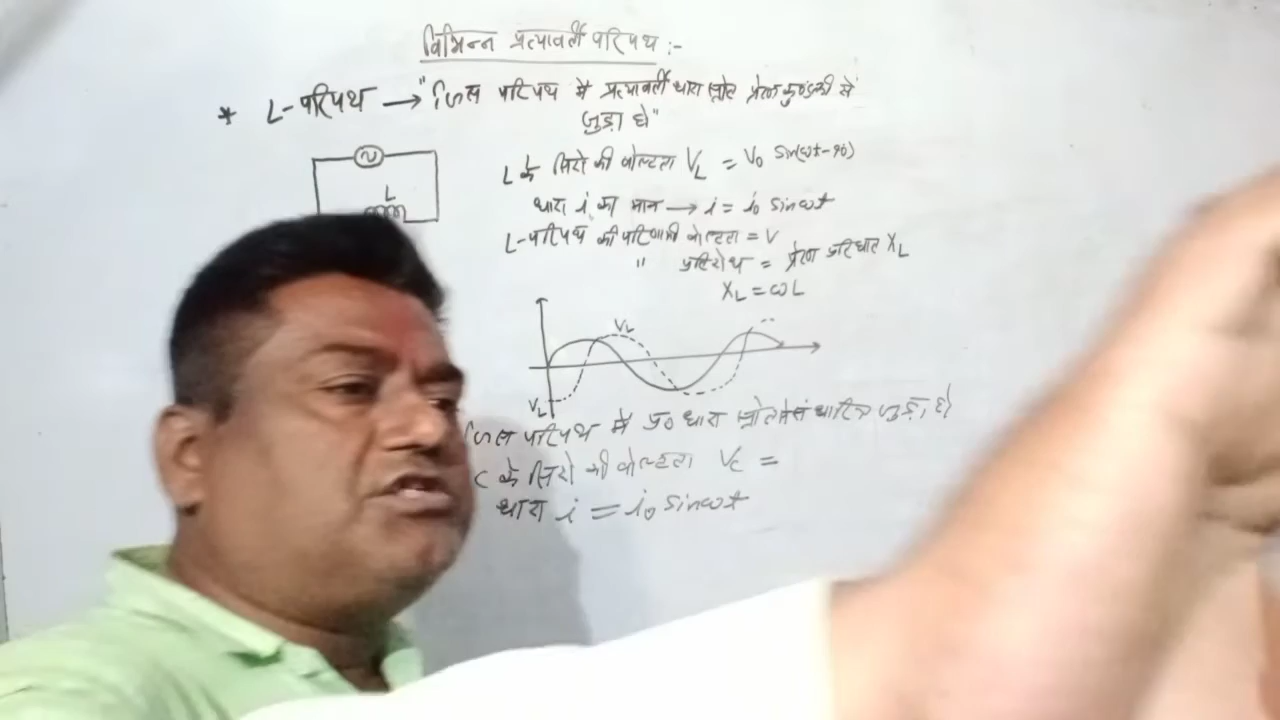 विभिन्न प्रत्यावर्ती परिपथ :-
* L-परिपथ → "जिस परिपथ में प्रत्यावर्ती धारा स्रोत प्रेरण कुण्डली से
जुड़ा हो"
L के सिरो की वोल्टता V_L = V₀ sin(ωt-90)
L
धारा i का मान → i = i₀ sinωt
L-परिपथ की परिणामी वोल्टता = V
" प्रतिरोध = प्रेरण प्रतिघात X_L
X_L = ωL
V_L
V_L
जिस परिपथ में प्र० धारा स्रोत संधारित्र जुड़ा हो
C के सिरो की वोल्टता V_C =
धारा i = i₀ sinωt